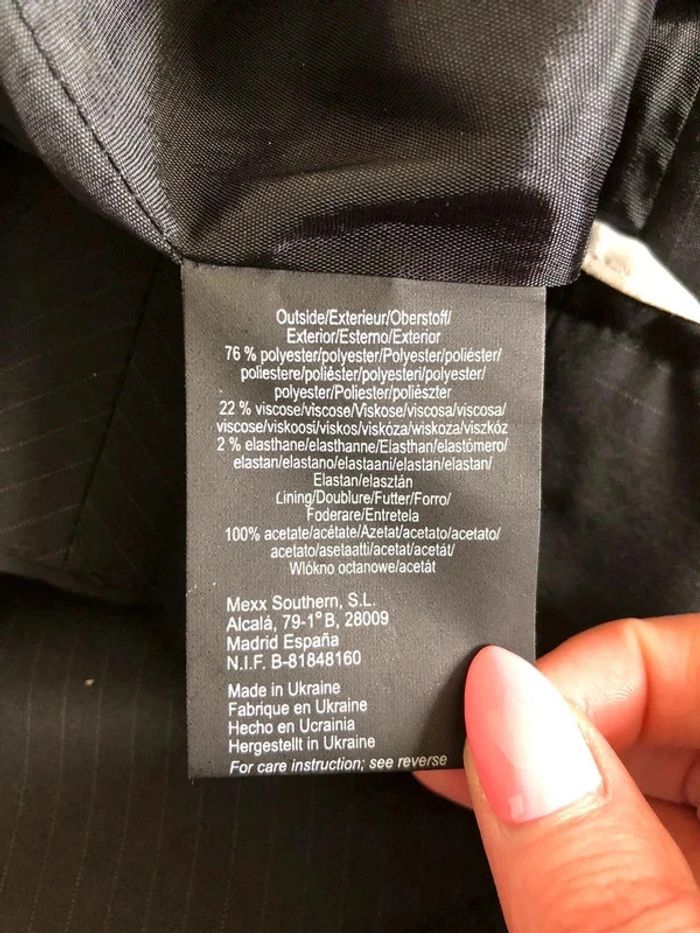 Outside/Exterieur/Oberstoff/
Exterior/Esterno/Exterior
76 % polyester/polyester/Polyester/poliéster/
poliestere/poliéster/polyesteri/polyester/
polyester/Poliester/poliészter
22 % viscose/viscose/Viskose/viscosa/viscosa/
viscose/viskoosi/viskos/viskóza/wiskoza/viszkóz
2 % elasthane/elasthanne/Elasthan/elastómero/
elastan/elastano/elastaani/elastan/elastan/
Elastan/elasztán
Lining/Doublure/Futter/Forro/
Foderare/Entretela
100% acetate/acétate/Azetat/acetato/acetato/
acetato/asetaatti/acetat/acetát/
Wlókno octanowe/acetát
Mexx Southern, S.L.
Alcalá, 79-1º B, 28009
Madrid España
N.I.F. B-81848160
Made in Ukraine
Fabrique en Ukraine
Hecho en Ucrainia
Hergestellt in Ukraine
For care instruction; see reverse